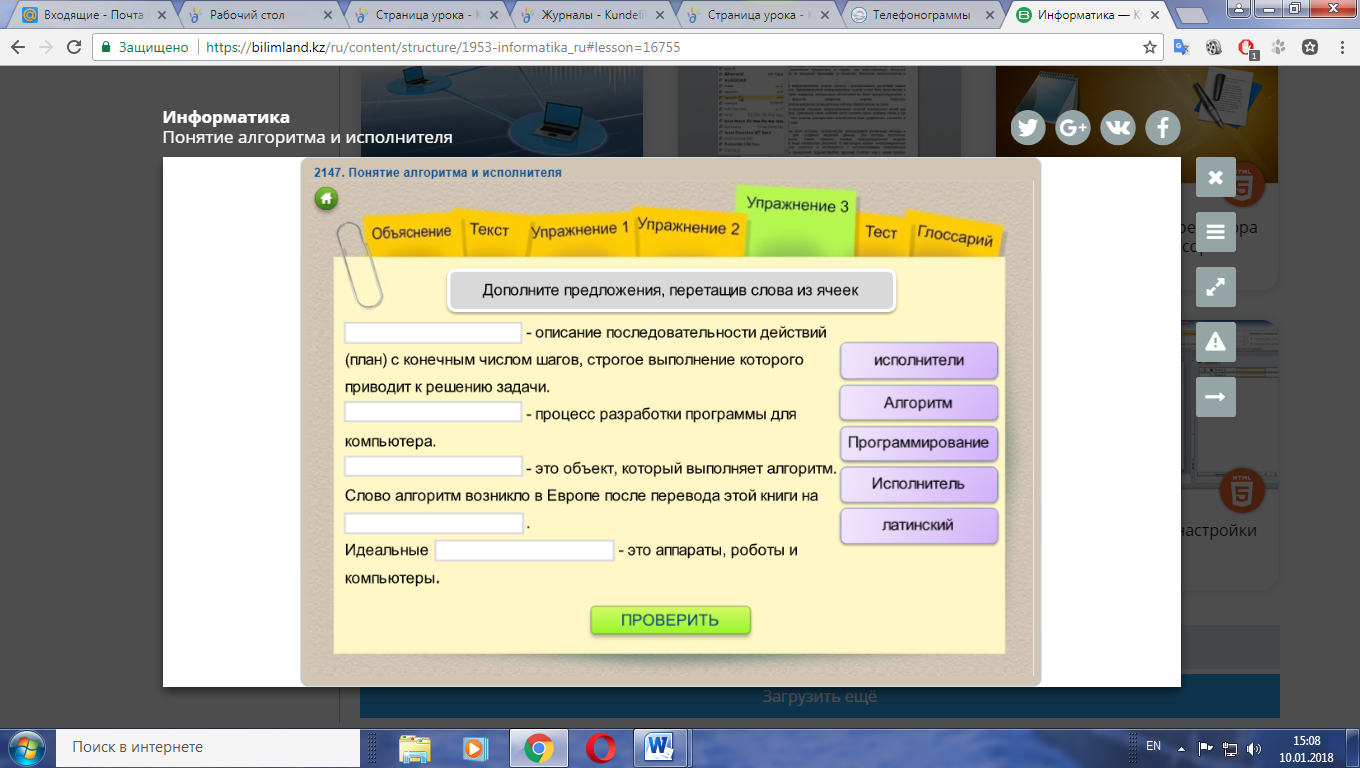 Входящие - Почта
Рабочий стол
Страница урока - К
Журналы - Kundeli
Страница урока - К
Телефонограммы
Информатика — К
Защищено
https://bilimland.kz/ru/content/structure/1953-informatika_ru#lesson=16755
Информатика
Понятие алгоритма и исполнителя
2147. Понятие алгоритма и исполнителя
Объяснение
Текст
Упражнение 1
Упражнение 2
Упражнение 3
Тест
Глоссарий
Дополните предложения, перетащив слова из ячеек
- описание последовательности действий
(план) с конечным числом шагов, строгое выполнение которого
приводит к решению задачи.
- процесс разработки программы для
компьютера.
- это объект, который выполняет алгоритм.
Слово алгоритм возникло в Европе после перевода этой книги на
.
Идеальные - это аппараты, роботы и
компьютеры.
исполнители
Алгоритм
Программирование
Исполнитель
латинский
ПРОВЕРИТЬ
HTML
HTML
настройки
Загрузить ещё
Поиск в интернете
EN
15:08
10.01.2018